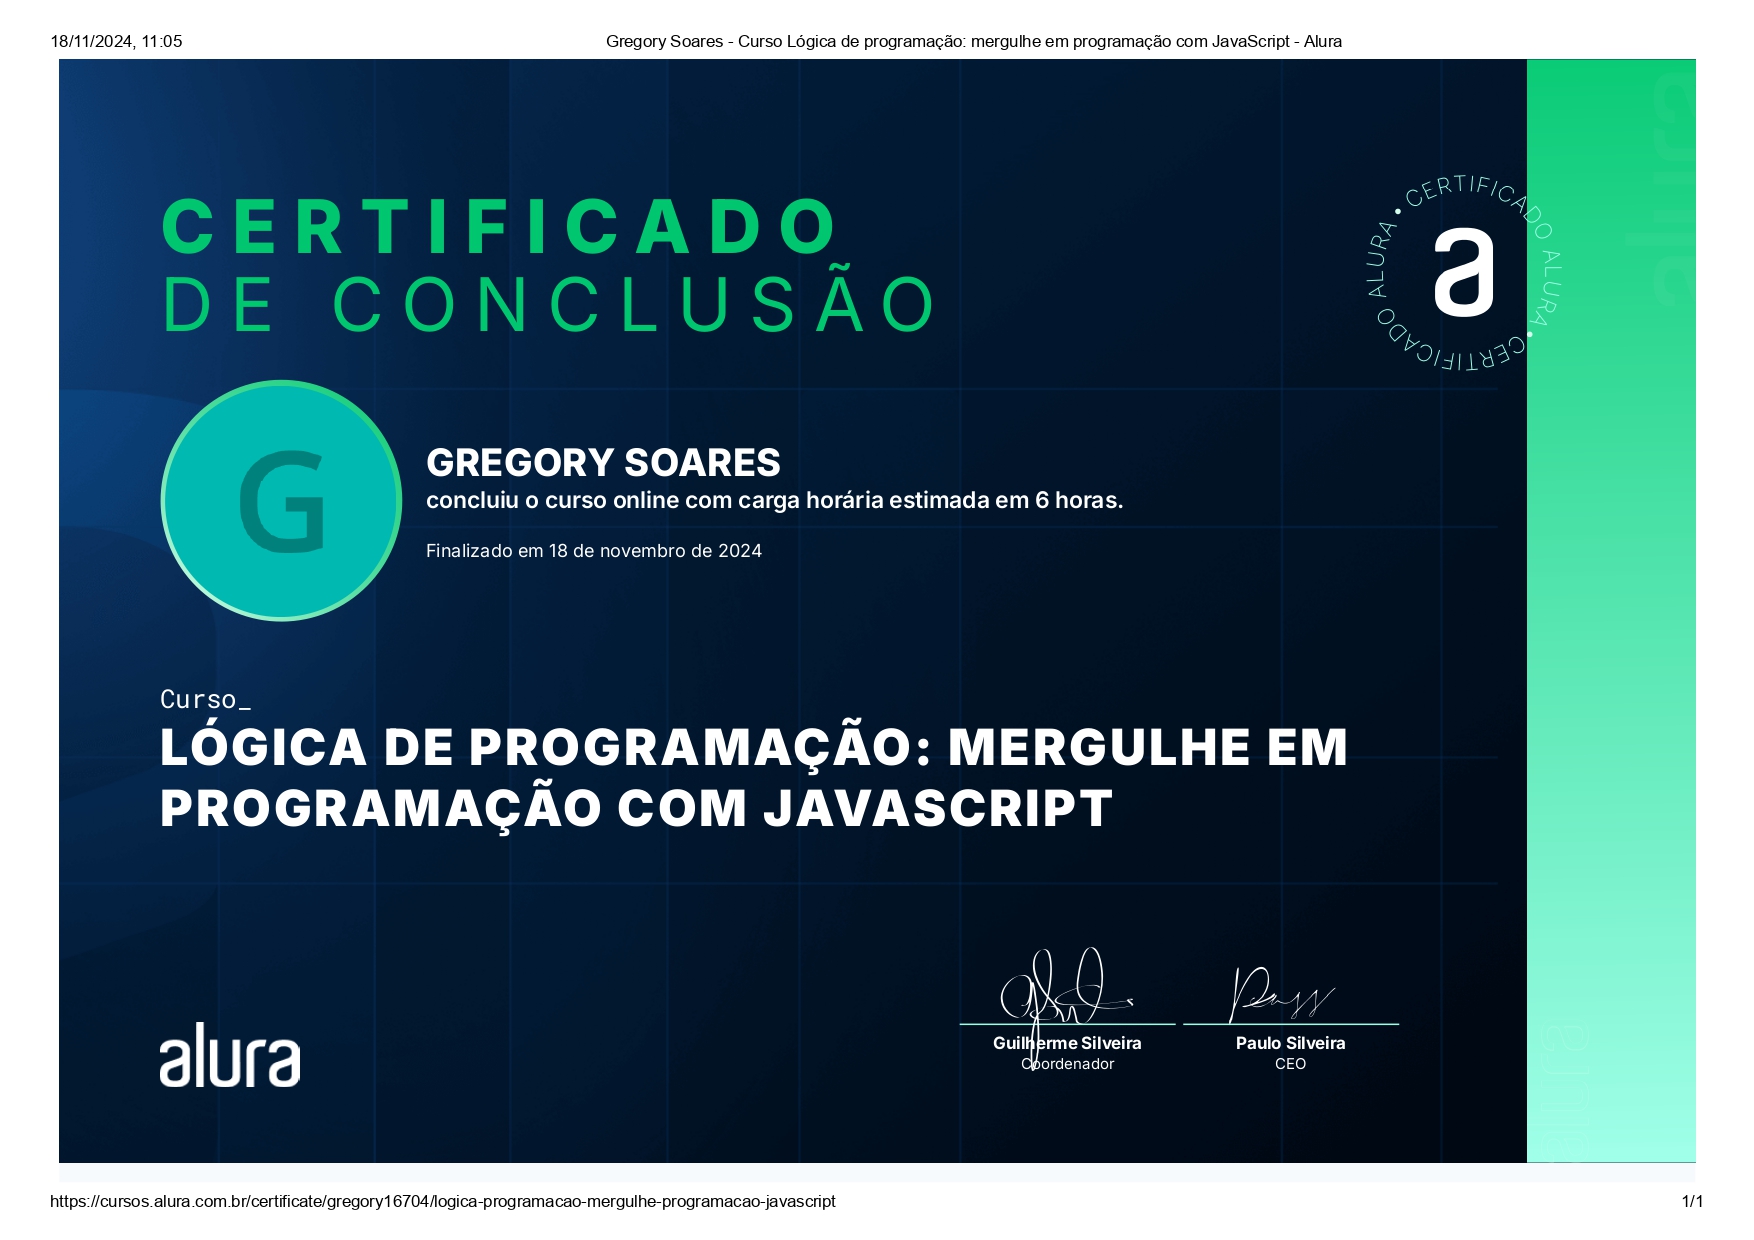 18/11/2024, 11:05
Gregory Soares - Curso Lógica de programação: mergulhe em programação com JavaScript - Alura
CERTIFICADO
DE CONCLUSÃO
• CERTIFICADO ALURA • CERTIFICADO ALURA
a
G
GREGORY SOARES
concluiu o curso online com carga horária estimada em 6 horas.
Finalizado em 18 de novembro de 2024
Curso_
LÓGICA DE PROGRAMAÇÃO: MERGULHE EM
PROGRAMAÇÃO COM JAVASCRIPT
alura
Guilherme Silveira
Coordenador
Paulo Silveira
CEO
alura
alura
https://cursos.alura.com.br/certificate/gregory16704/logica-programacao-mergulhe-programacao-javascript
1/1